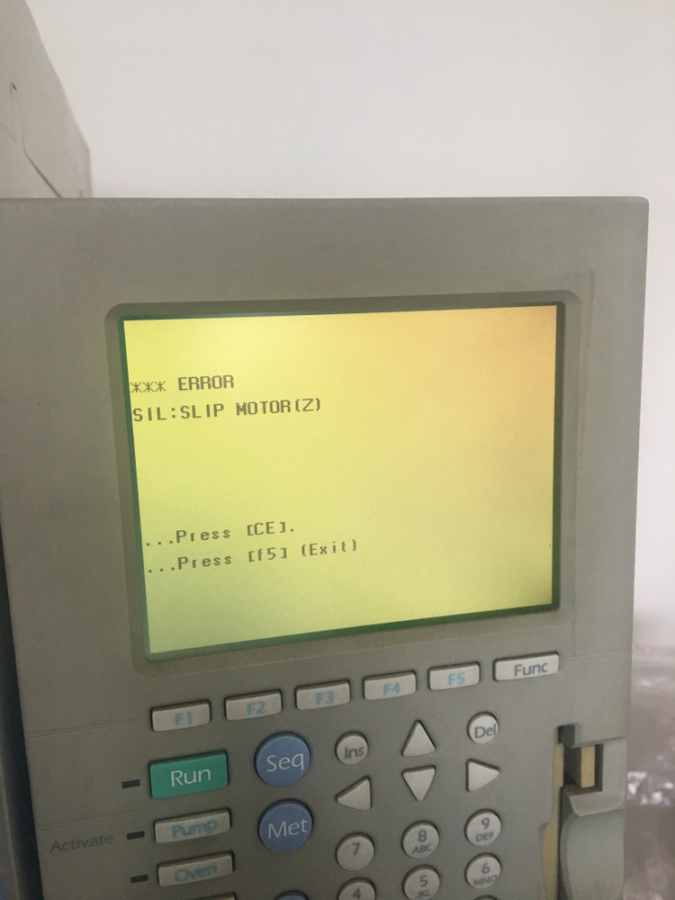 *** ERROR
SIL:SLIP MOTOR(Z)
...Press [CE].
...Press [f5] (Exit)
F1 F2 F3 F4 F5 Func
Run Seq Ins Del
Activate Pump Met
7 8 ABC 9 DEF
Oven
4 5 JKL 6 MNO